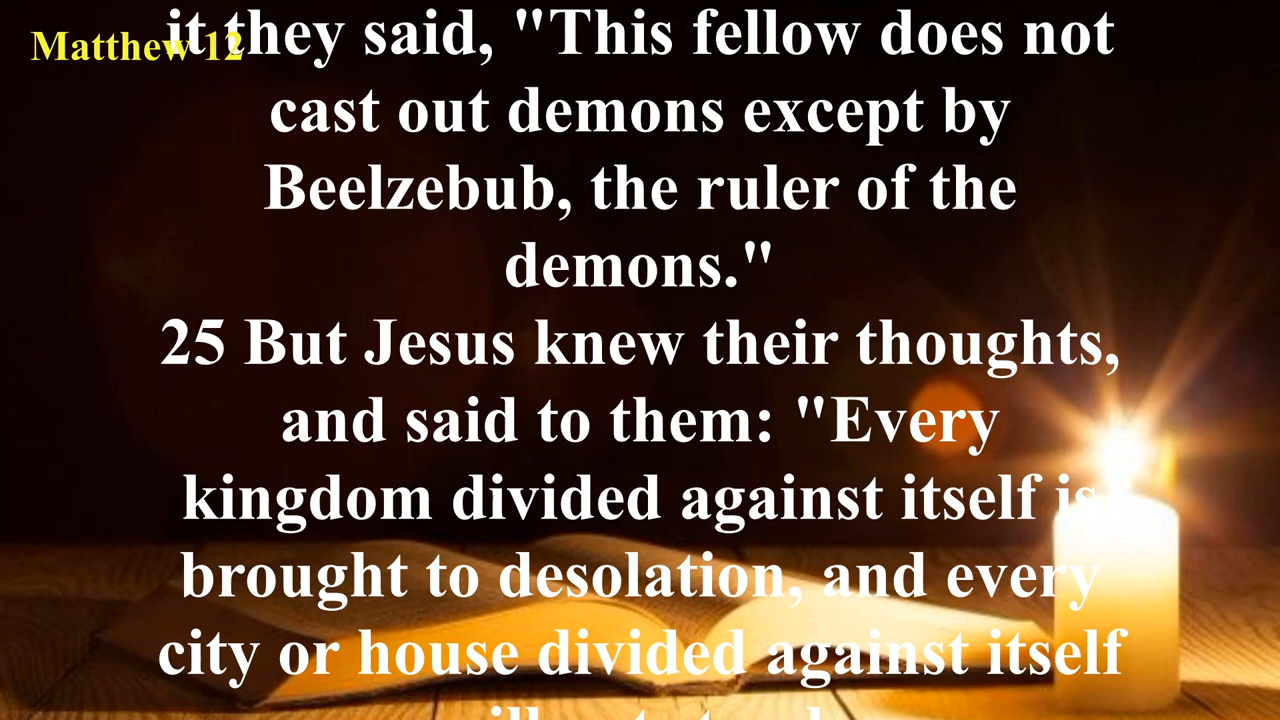 Matthew 12
it they said, "This fellow does not
cast out demons except by
Beelzebub, the ruler of the
demons."
25 But Jesus knew their thoughts,
and said to them: "Every
kingdom divided against itself is
brought to desolation, and every
city or house divided against itself